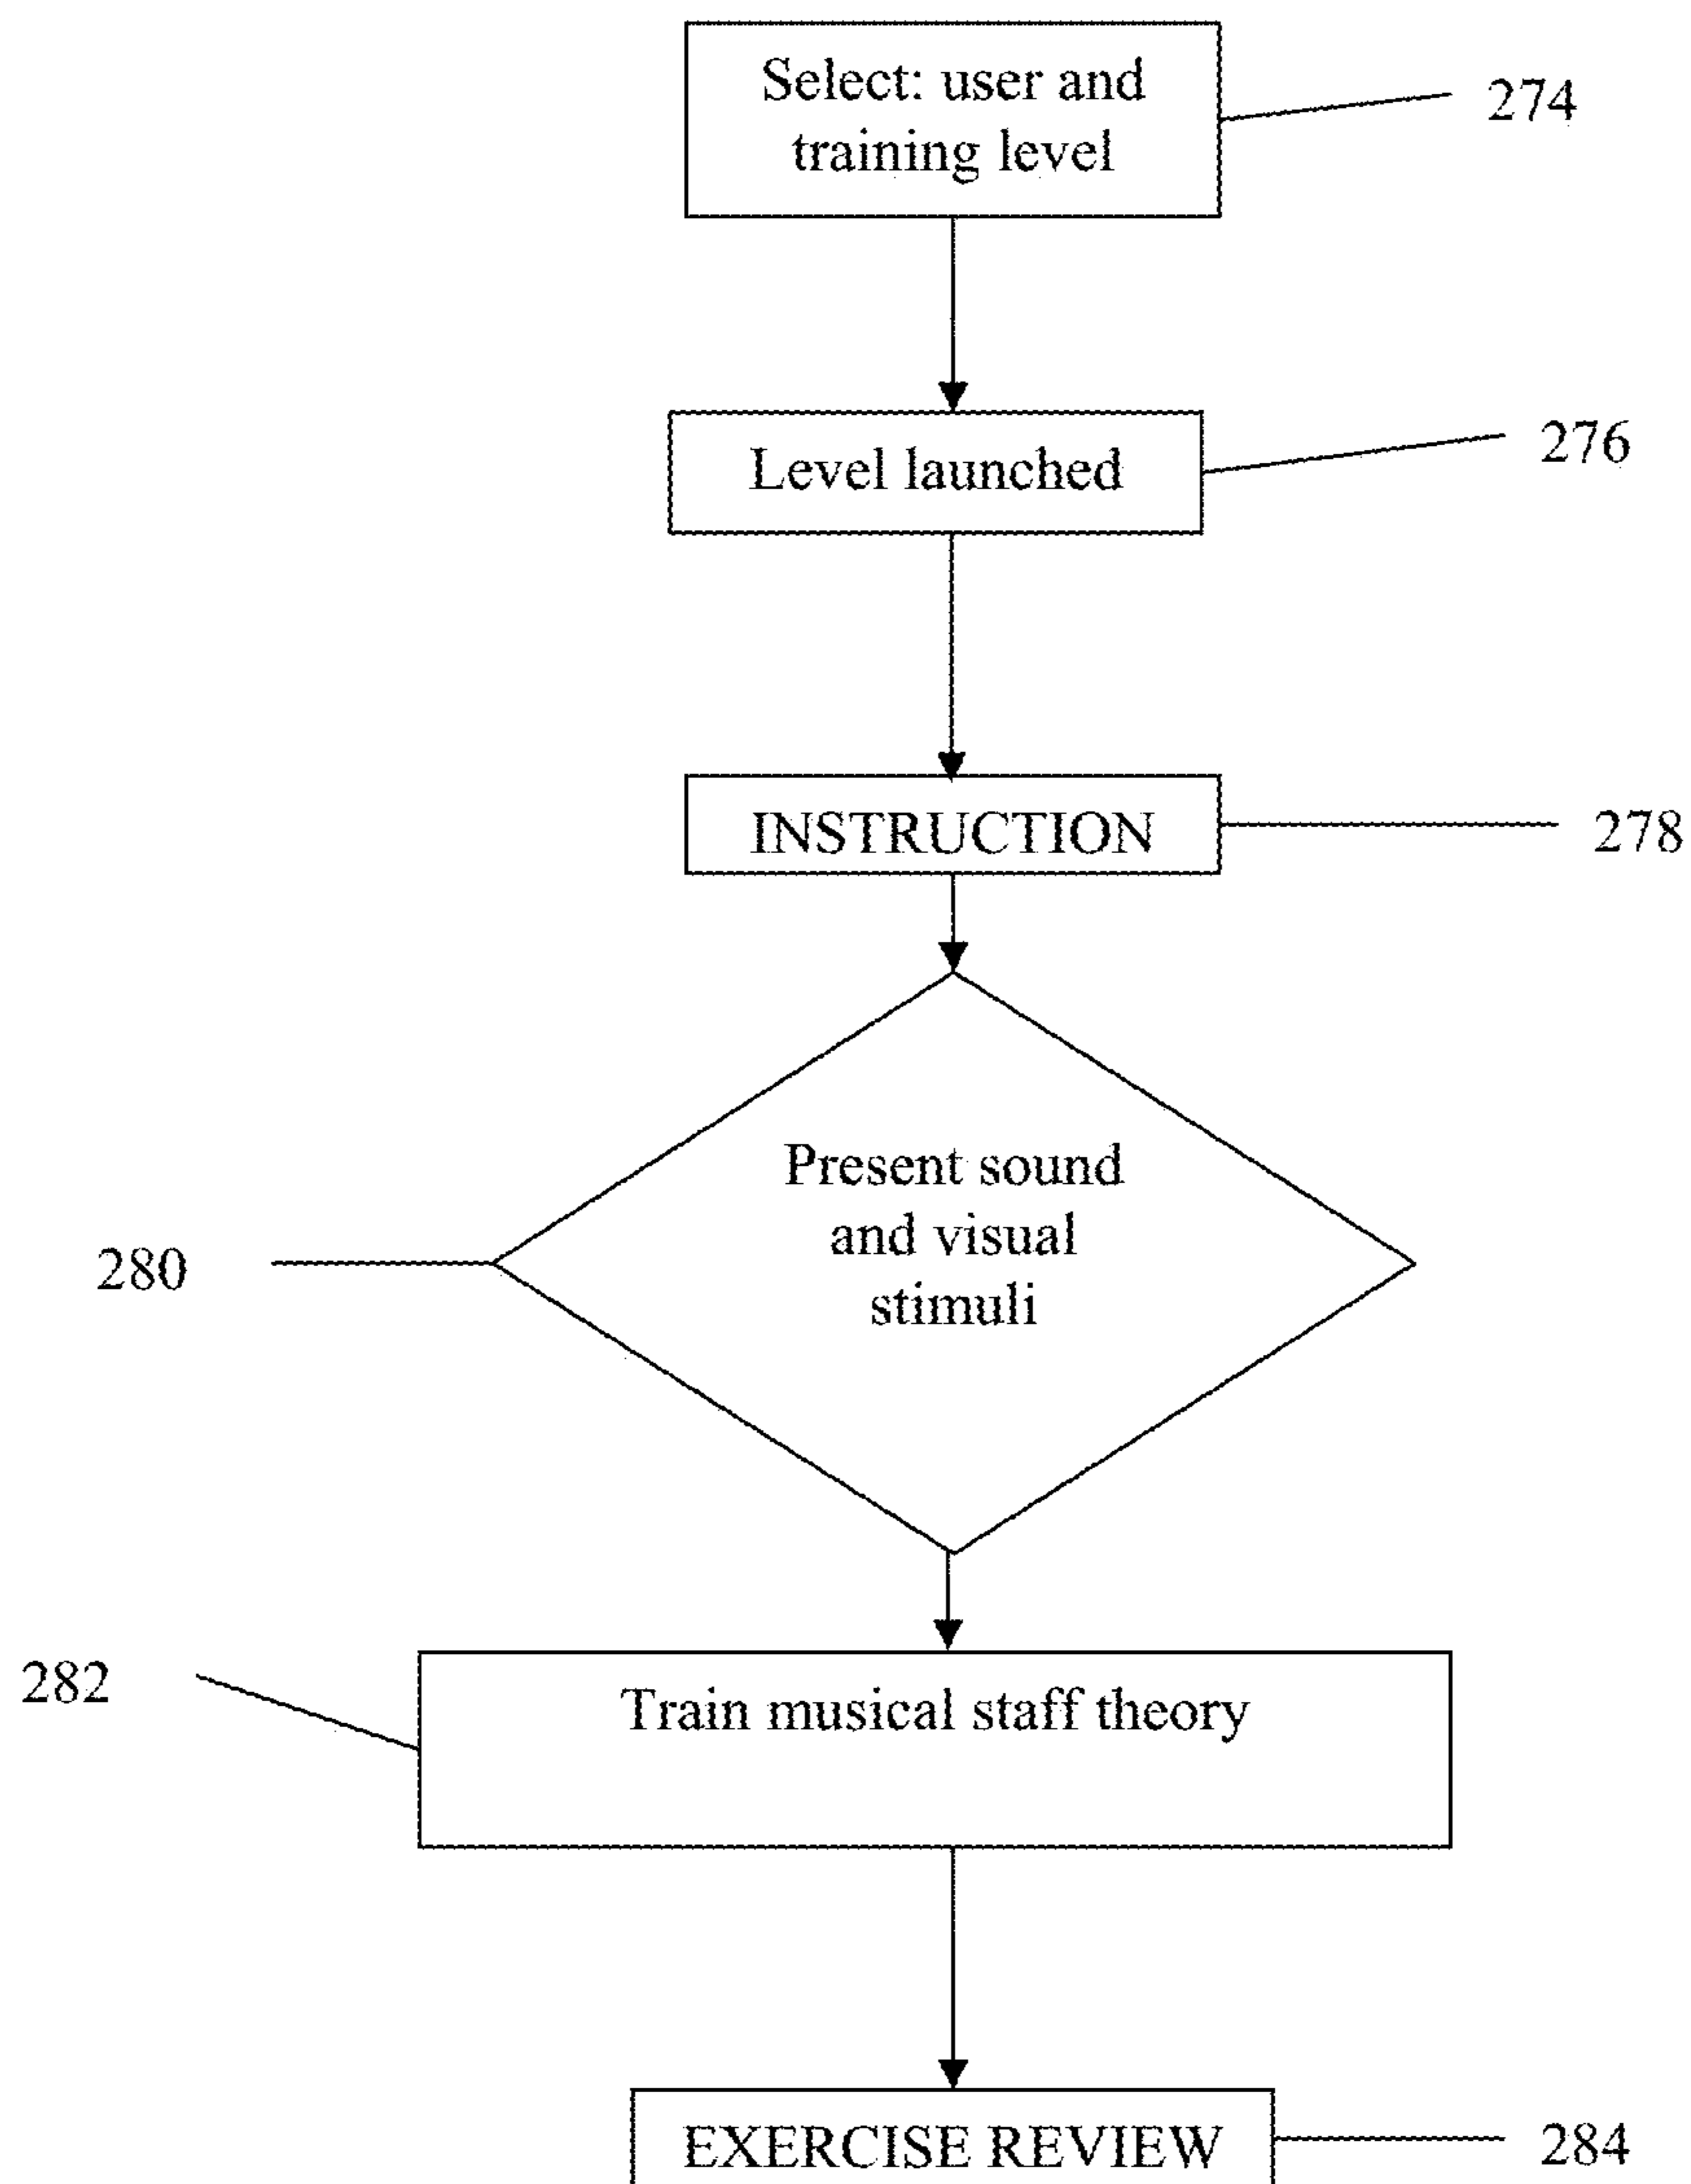 Select: user and
training level
274
Level launched
276
INSTRUCTION
278
Present sound
and visual
stimuli
280
282
Train musical staff theory
EXERCISE REVIEW
284